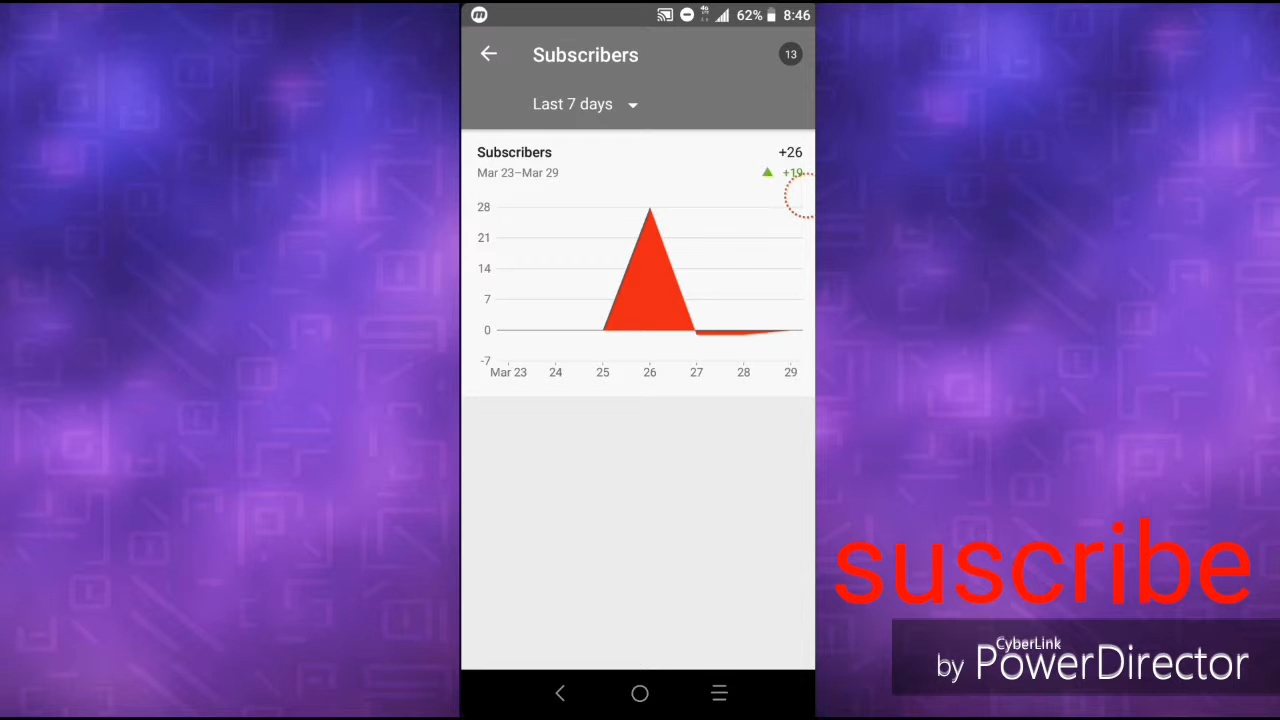 62% 8:46
Subscribers 13
Last 7 days
Subscribers +26
Mar 23–Mar 29 +19
28
21
14
7
0
-7
Mar 23 24 25 26 27 28 29
suscribe
CyberLink
by PowerDirector